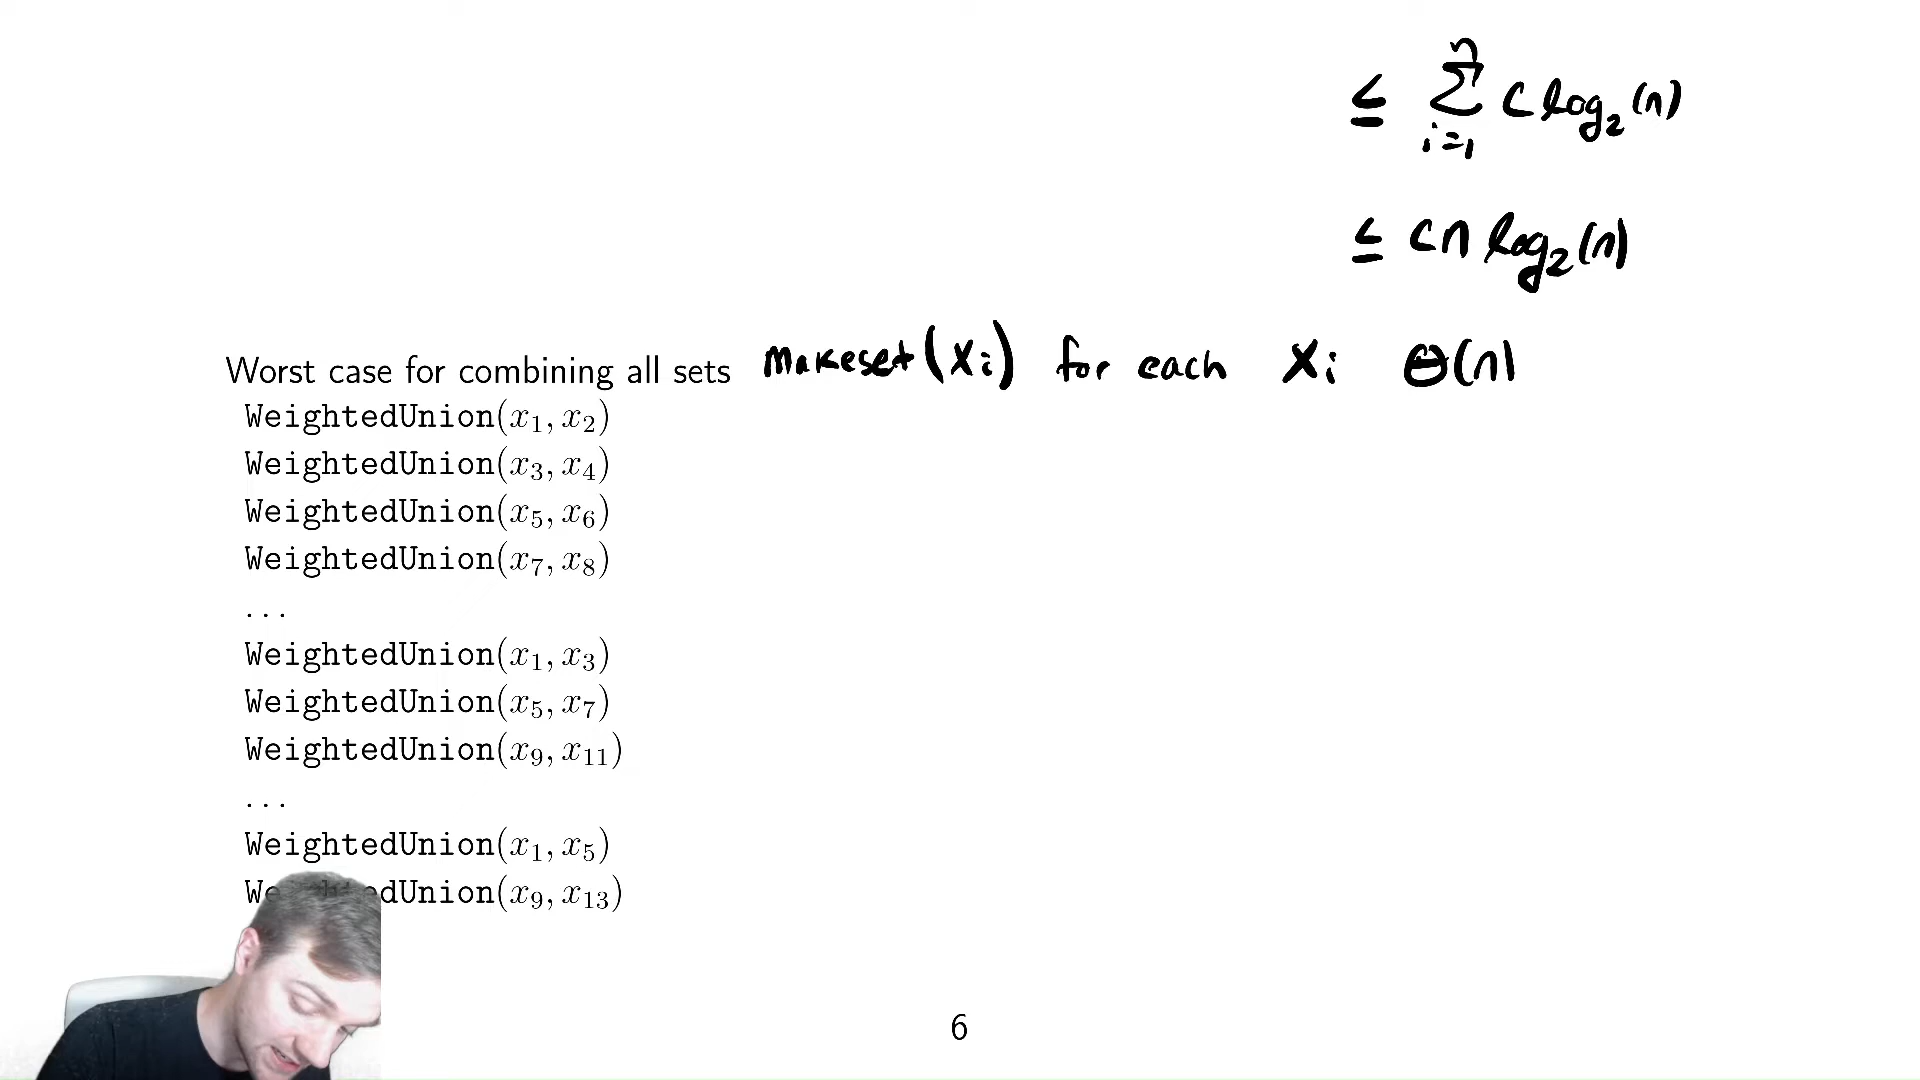 ≤ n Σ i=1 c log₂(n)
≤ cn log₂(n)
Worst case for combining all sets Makeset(xᵢ) for each xᵢ Θ(n)
WeightedUnion(x₁, x₂)
WeightedUnion(x₃, x₄)
WeightedUnion(x₅, x₆)
WeightedUnion(x₇, x₈)
...
WeightedUnion(x₁, x₃)
WeightedUnion(x₅, x₇)
WeightedUnion(x₉, x₁₁)
...
WeightedUnion(x₁, x₅)
WeightedUnion(x₉, x₁₃)
6